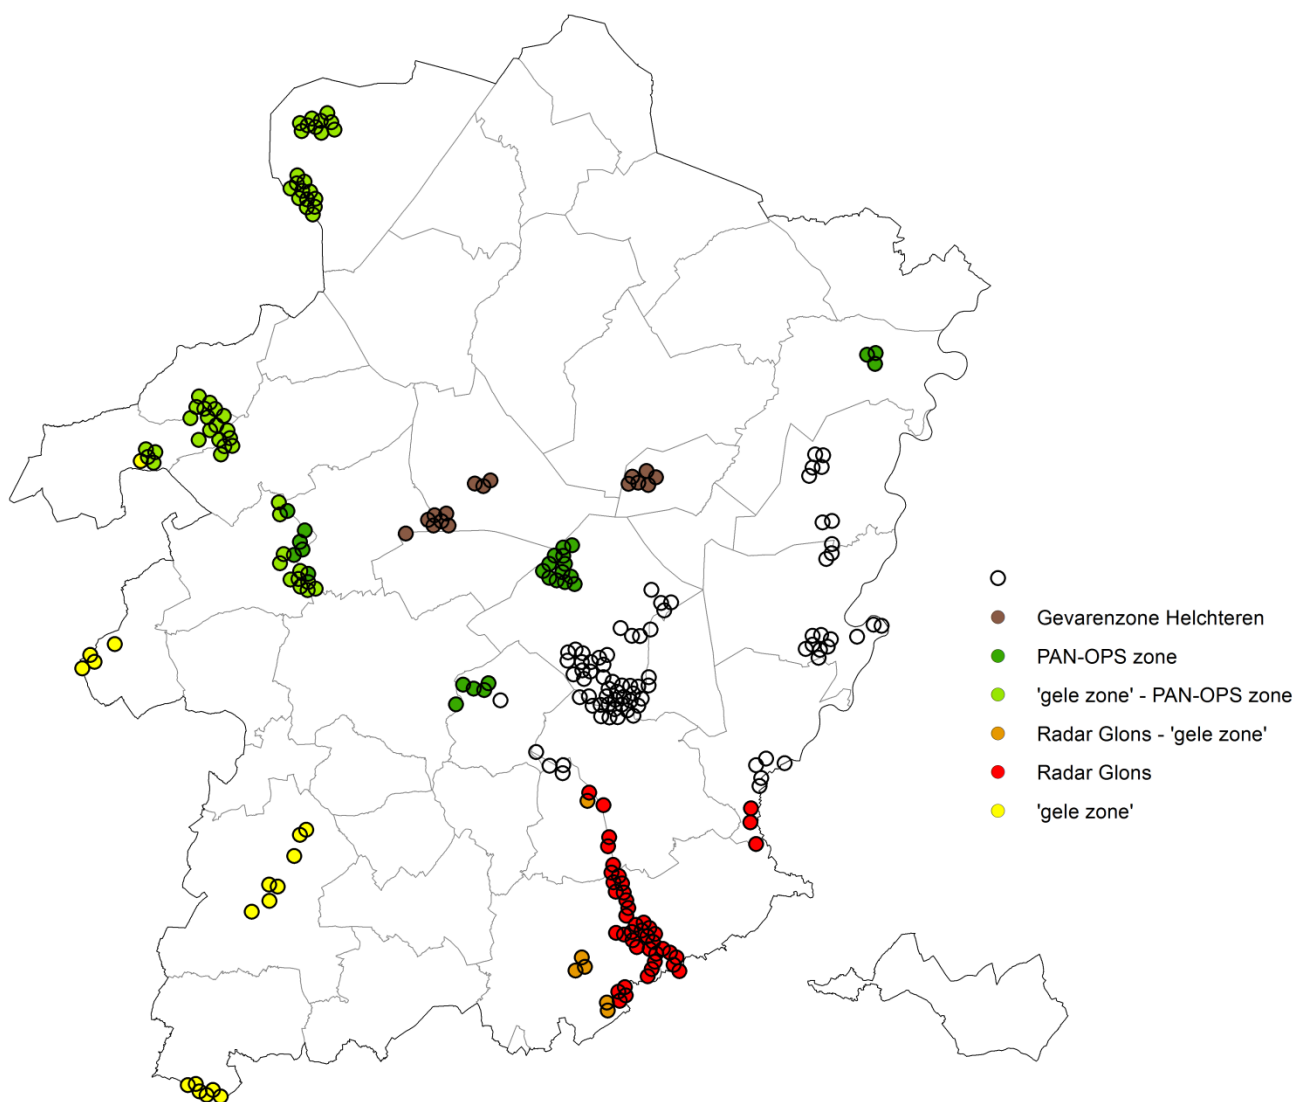 Gevarenzone Helchteren
PAN-OPS zone
'gele zone' - PAN-OPS zone
Radar Glons - 'gele zone'
Radar Glons
'gele zone'